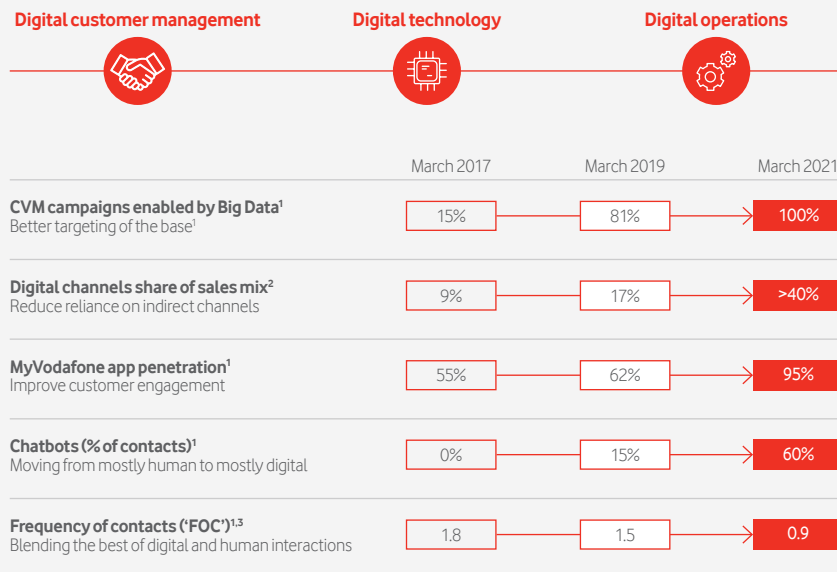 Digital customer management Digital technology Digital operations
March 2017 March 2019 March 2021
CVM campaigns enabled by Big Data¹
Better targeting of the base¹
15% 81% 100%
Digital channels share of sales mix²
Reduce reliance on indirect channels
9% 17% >40%
MyVodafone app penetration¹
Improve customer engagement
55% 62% 95%
Chatbots (% of contacts)¹
Moving from mostly human to mostly digital
0% 15% 60%
Frequency of contacts (‘FOC’)¹,³
Blending the best of digital and human interactions
1.8 1.5 0.9